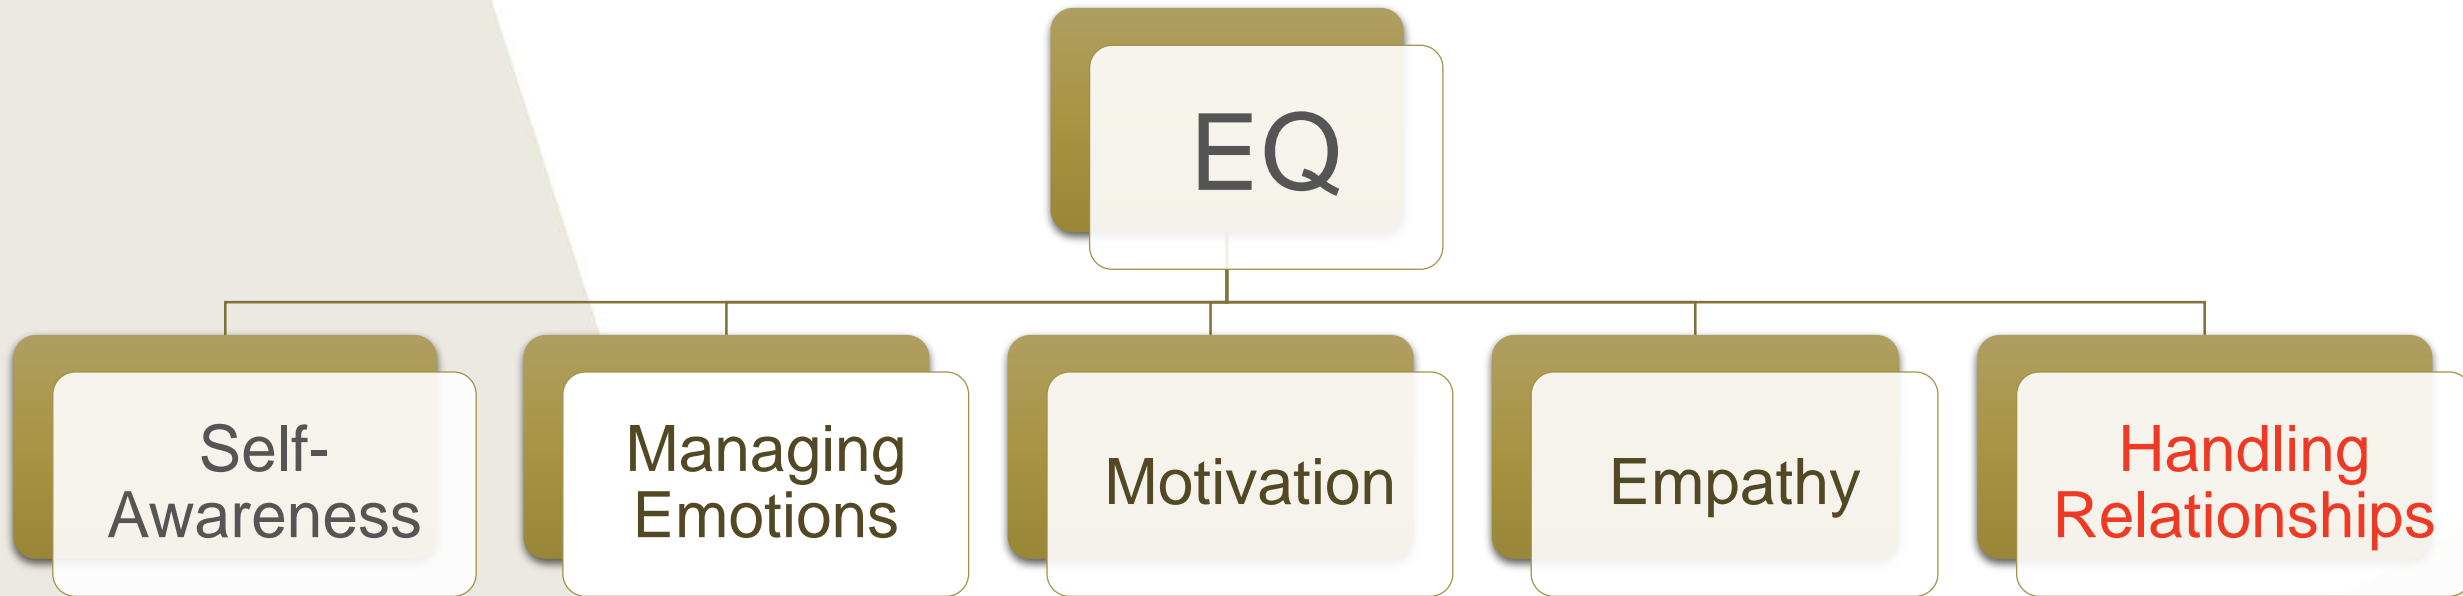 EQ
Self-
Awareness
Managing
Emotions
Motivation
Empathy
Handling
Relationships